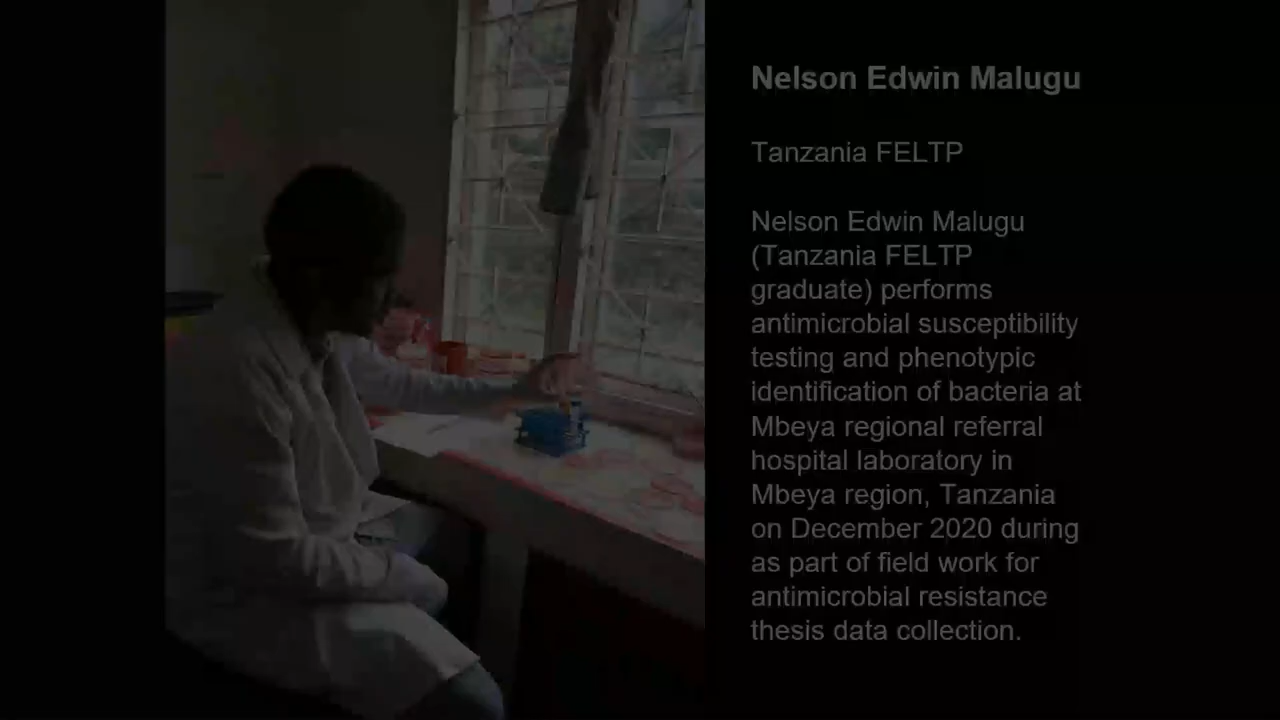 Nelson Edwin Malugu
Tanzania FELTP
Nelson Edwin Malugu
(Tanzania FELTP
graduate) performs
antimicrobial susceptibility
testing and phenotypic
identification of bacteria at
Mbeya regional referral
hospital laboratory in
Mbeya region, Tanzania
on December 2020 during
as part of field work for
antimicrobial resistance
thesis data collection.